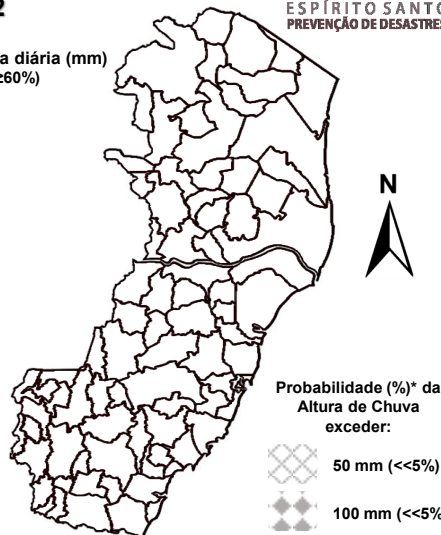 2
ESPÍRITO SANTO
PREVENÇÃO DE DESASTRES
a diária (mm)
≥60%)
N
Probabilidade (%)* da
Altura de Chuva
exceder:
50 mm (<<5%)
100 mm (<<5%